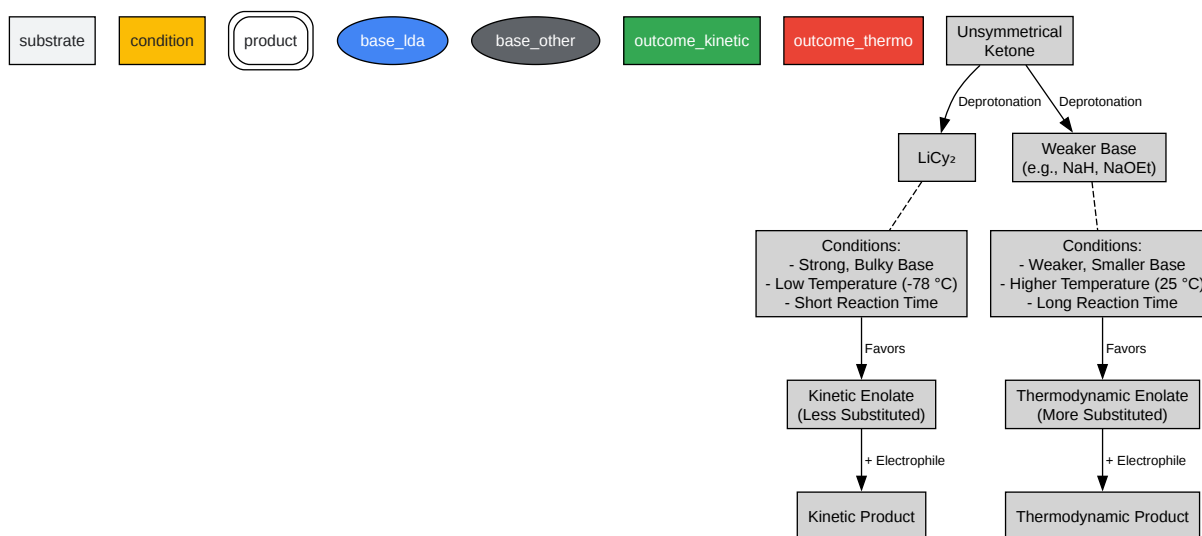 substrate
condition
product
base_lda
base_other
outcome_kinetic
outcome_thermo
Unsymmetrical
Ketone
Deprotonation
Deprotonation
LiCy₂
Weaker Base
(e.g., NaH, NaOEt)
Conditions:
- Strong, Bulky Base
- Low Temperature (-78 °C)
- Short Reaction Time
Conditions:
- Weaker, Smaller Base
- Higher Temperature (25 °C)
- Long Reaction Time
Favors
Favors
Kinetic Enolate
(Less Substituted)
Thermodynamic Enolate
(More Substituted)
+ Electrophile
+ Electrophile
Kinetic Product
Thermodynamic Product